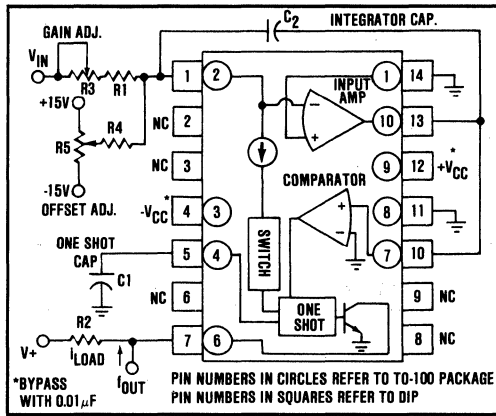 GAIN ADJ.
C2
INTEGRATOR CAP.
VIN
R3
R1
1
2
1
14
+15V
INPUT
AMP
−
+
R5
R4
NC
2
10
13
NC
3
9
12
+VCC*
-15V
OFFSET ADJ.
-VCC*
4
3
COMPARATOR
8
11
+
−
ONE SHOT
CAP
C1
5
4
SWITCH
7
10
NC
6
ONE
SHOT
9
NC
R2
V+
iLOAD
7
6
8
NC
fOUT
*BYPASS
WITH 0.01µF
PIN NUMBERS IN CIRCLES REFER TO TO-100 PACKAGE
PIN NUMBERS IN SQUARES REFER TO DIP